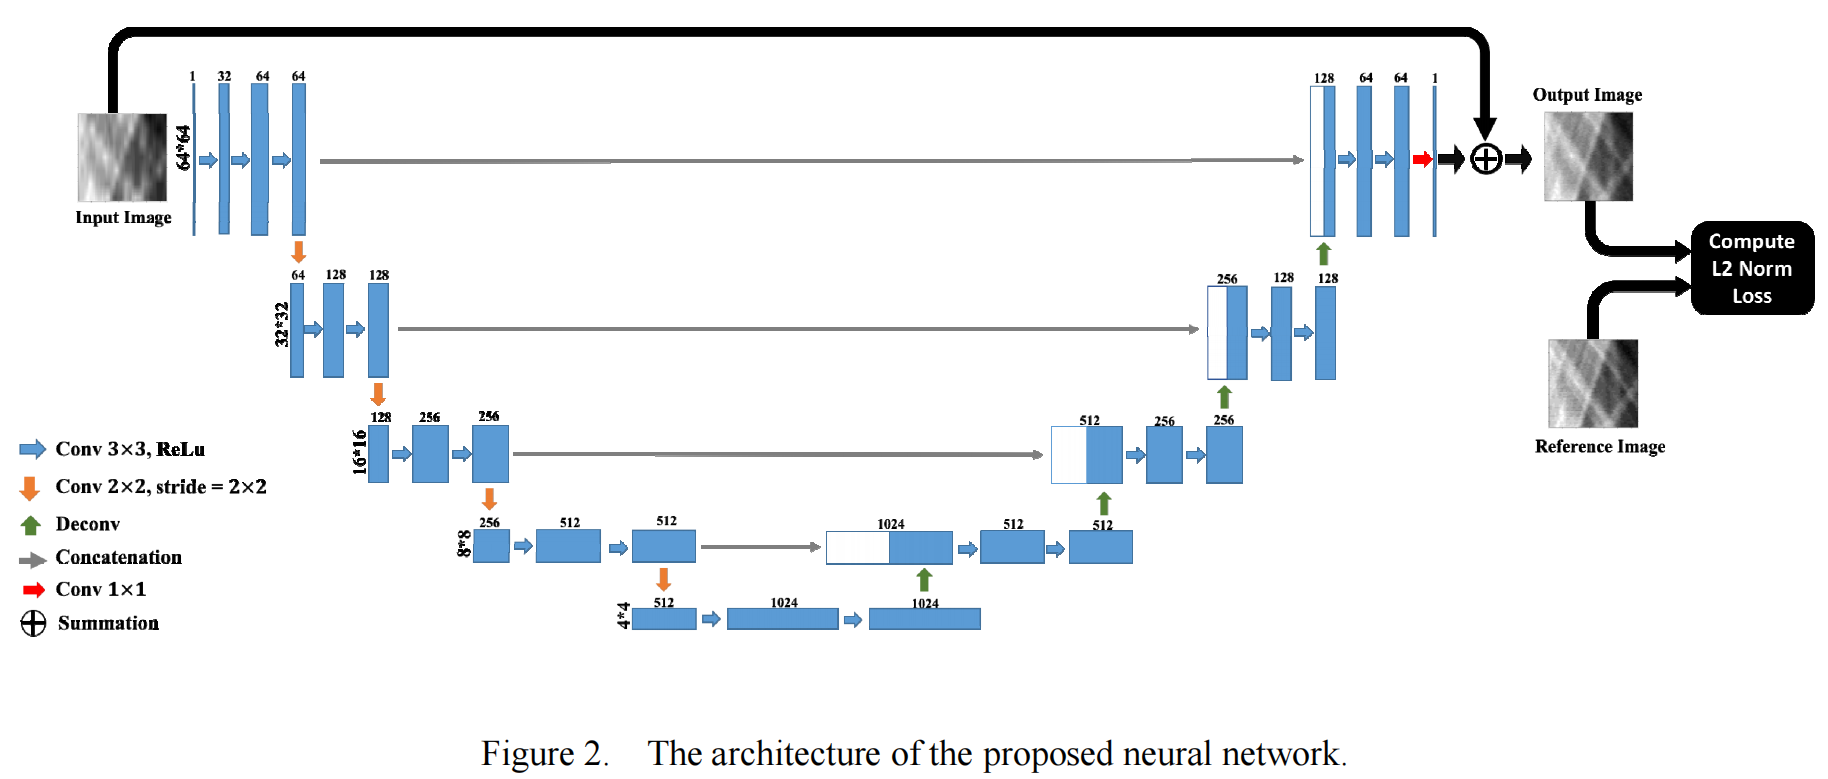 1 32 64 64
64*64
Input Image
128 64 64 1
Output Image
Compute
L2 Norm
Loss
Reference Image
64 128 128
32*32
256 128 128
128 256 256
16*16
512 256 256
256 512 512
8*8
1024 512 512
512 1024 1024
4*4
Conv 3×3, ReLu
Conv 2×2, stride = 2×2
Deconv
Concatenation
Conv 1×1
Summation
Figure 2. The architecture of the proposed neural network.